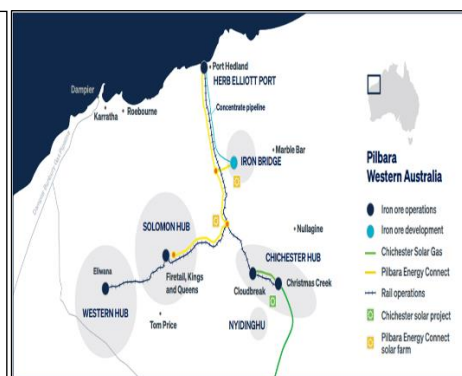 Port Hedland
HERB ELLIOTT PORT
Dampier
Karratha
Roebourne
Concentrate pipeline
Marble Bar
IRON BRIDGE
SOLOMON HUB
Nullagine
Eliwana
Firetail, Kings
and Queens
CHICHESTER HUB
Cloudbreak
Christmas Creek
WESTERN HUB
Tom Price
NYIDINGHU
Pilbara
Western Australia
Iron ore operations
Iron ore development
Chichester Solar Gas
Pilbara Energy Connect
Rail operations
Chichester solar project
Pilbara Energy Connect
solar farm